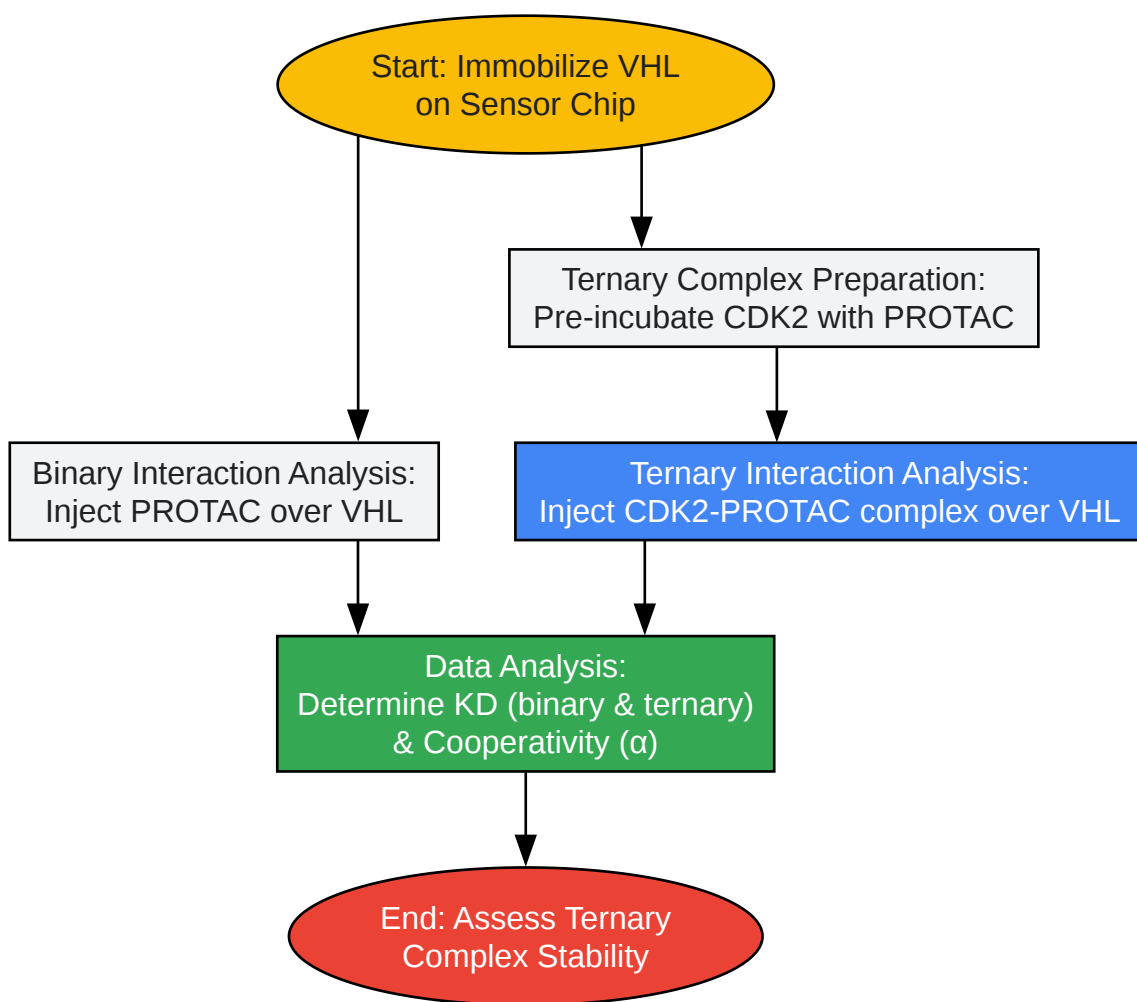 Start: Immobilize VHL
on Sensor Chip
Ternary Complex Preparation:
Pre-incubate CDK2 with PROTAC
Binary Interaction Analysis:
Inject PROTAC over VHL
Ternary Interaction Analysis:
Inject CDK2-PROTAC complex over VHL
Data Analysis:
Determine KD (binary & ternary)
& Cooperativity (α)
End: Assess Ternary
Complex Stability